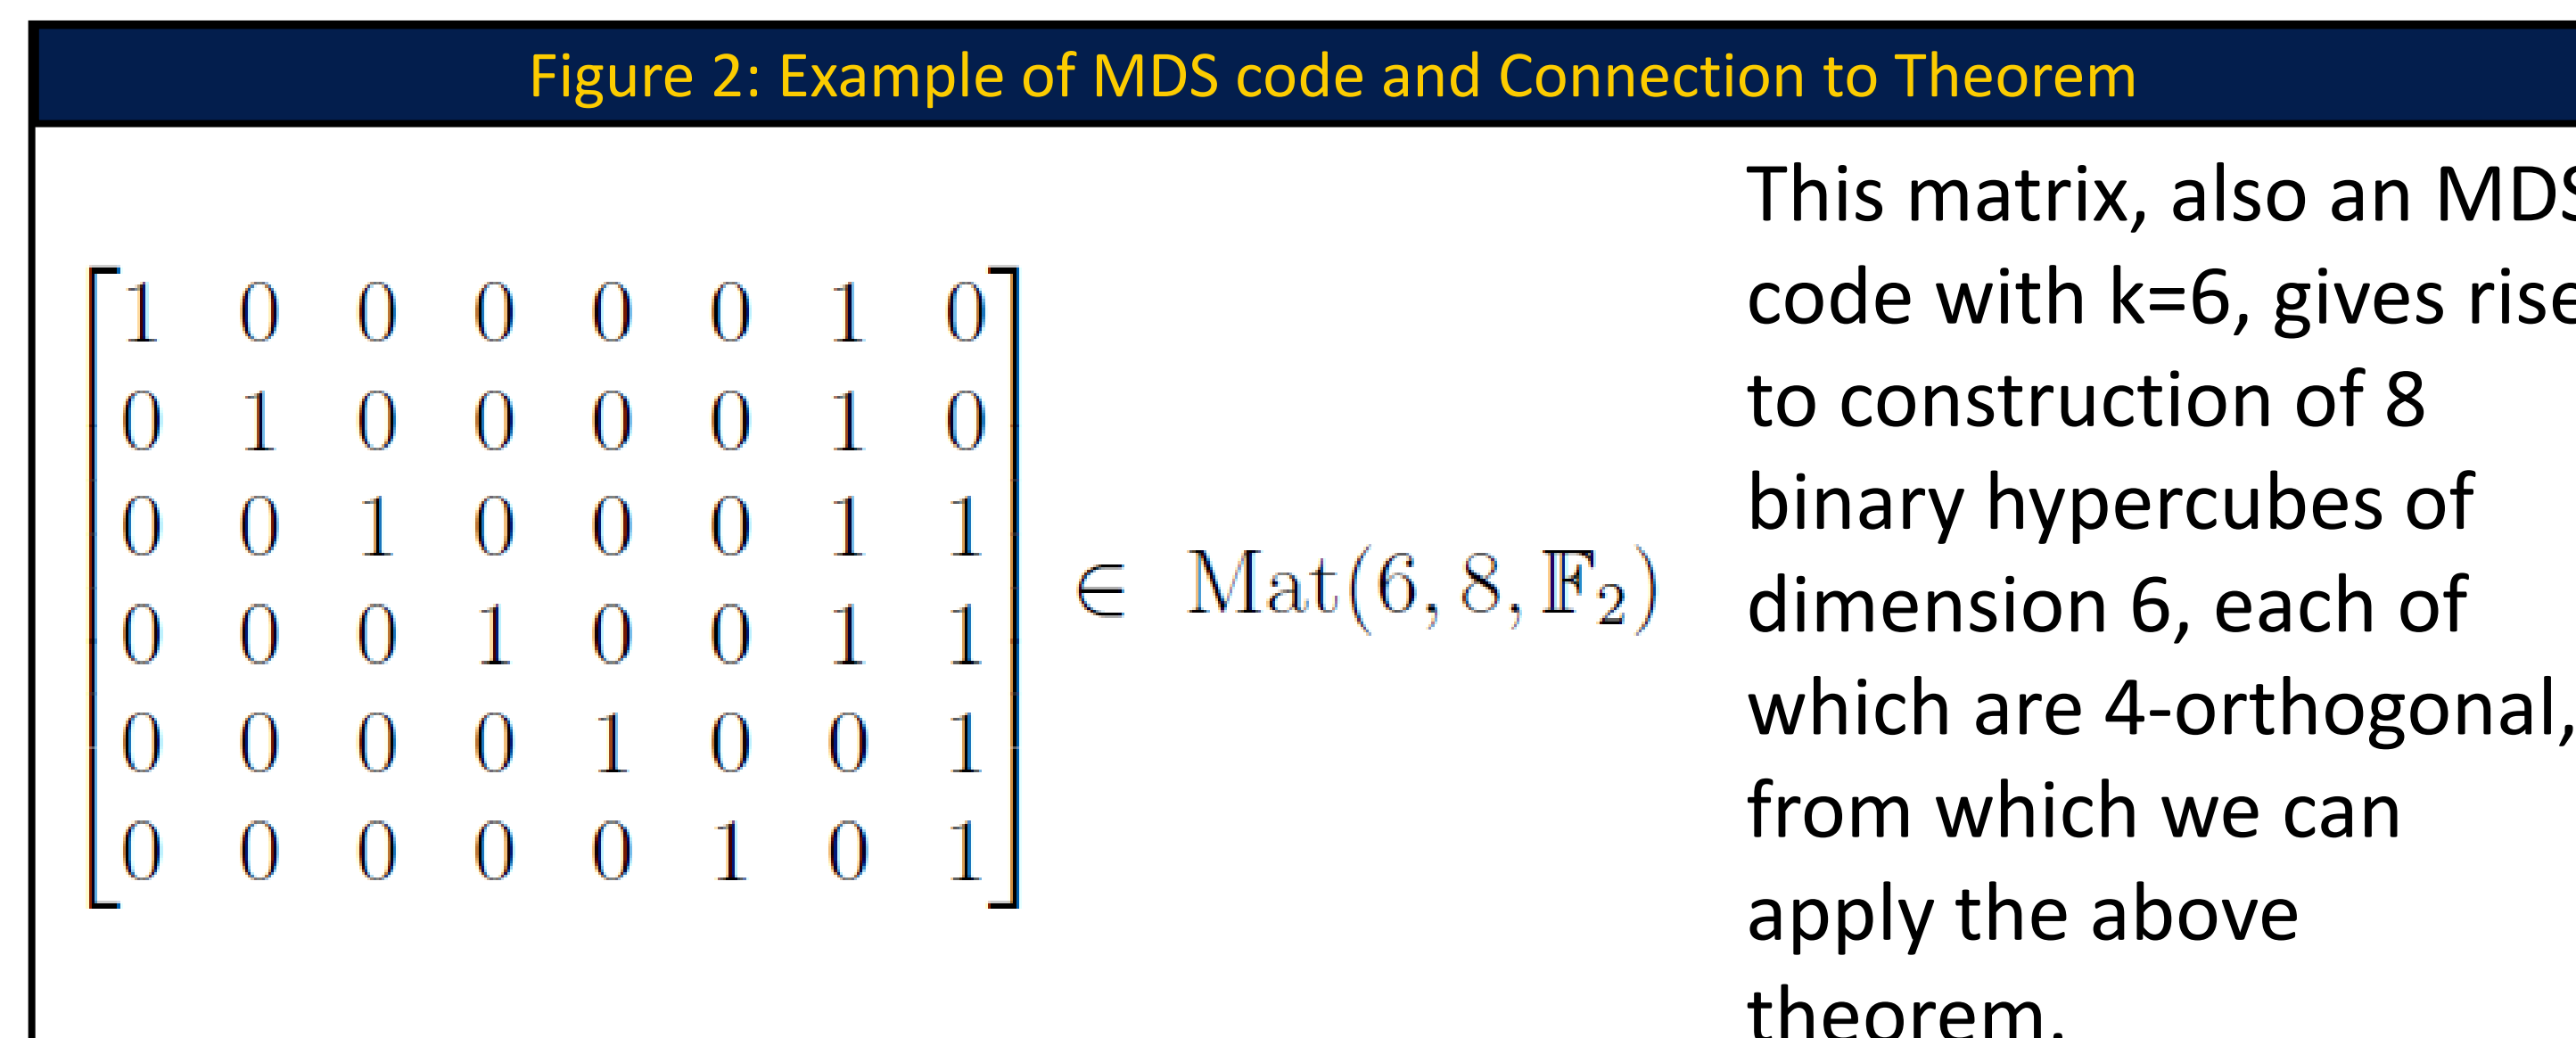 Figure 2: Example of MDS code and Connection to Theorem
1 0 0 0 0 0 1 0
0 1 0 0 0 0 1 0
0 0 1 0 0 0 1 1
0 0 0 1 0 0 1 1
0 0 0 0 1 0 0 1
0 0 0 0 0 1 0 1
∈ Mat(6, 8, 𝔽₂)
This matrix, also an MDS
code with k=6, gives rise
to construction of 8
binary hypercubes of
dimension 6, each of
which are 4-orthogonal,
from which we can
apply the above
theorem.